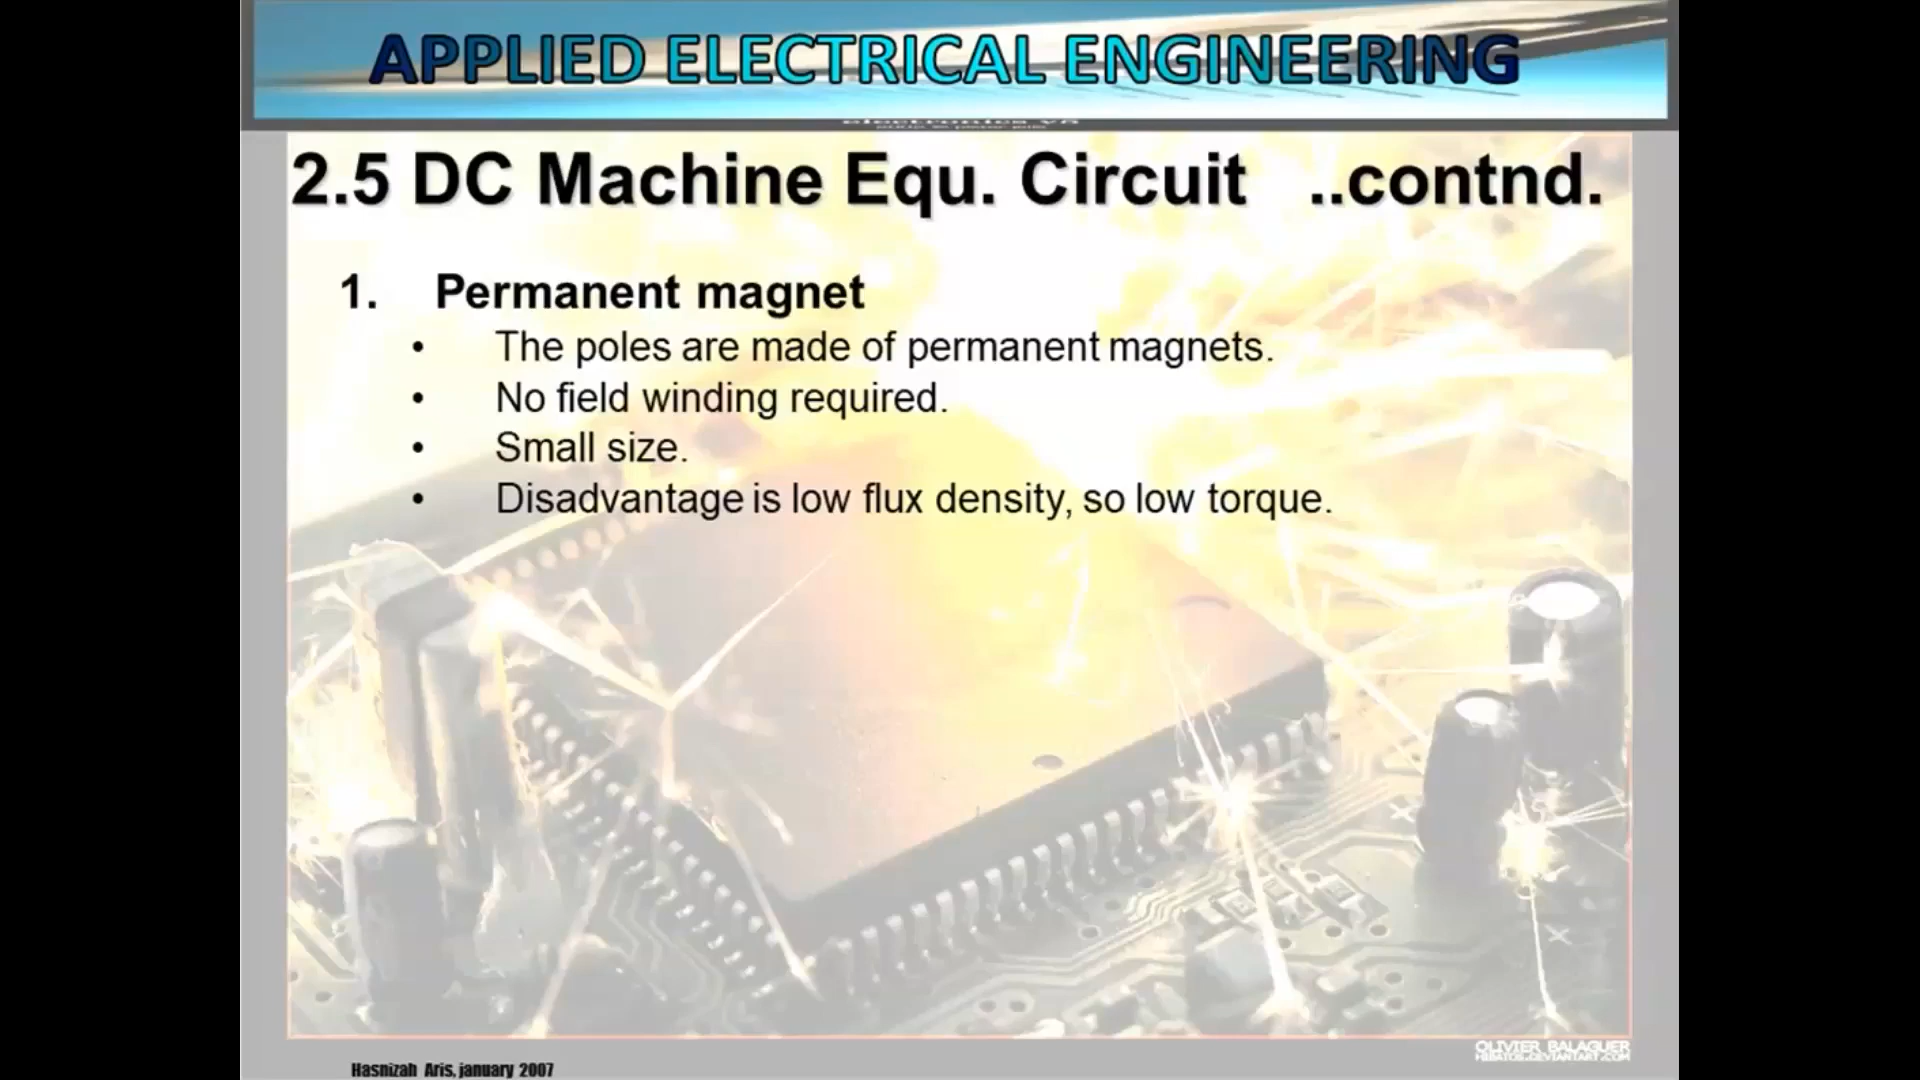 APPLIED ELECTRICAL ENGINEERING
2.5 DC Machine Equ. Circuit ..contnd.
1. Permanent magnet
• The poles are made of permanent magnets.
• No field winding required.
• Small size.
• Disadvantage is low flux density, so low torque.
OLIVIER BALAGUER
Hasnizah Aris, january 2007